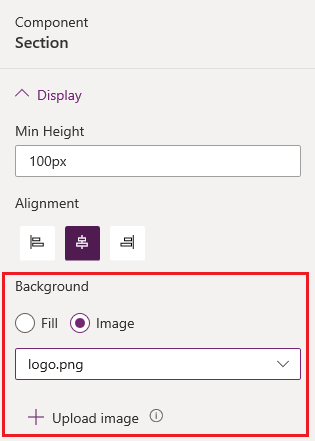 Component
Section
Display
Min Height
100px
Alignment
Background
Fill Image
logo.png
Upload image